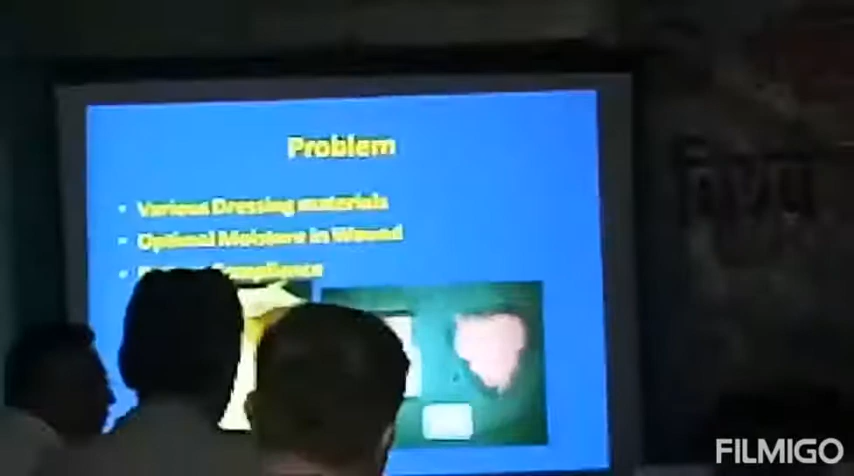 Problem
• Various Dressing materials
• Optimal Moisture in Wound
• Compliance
FILMIGO